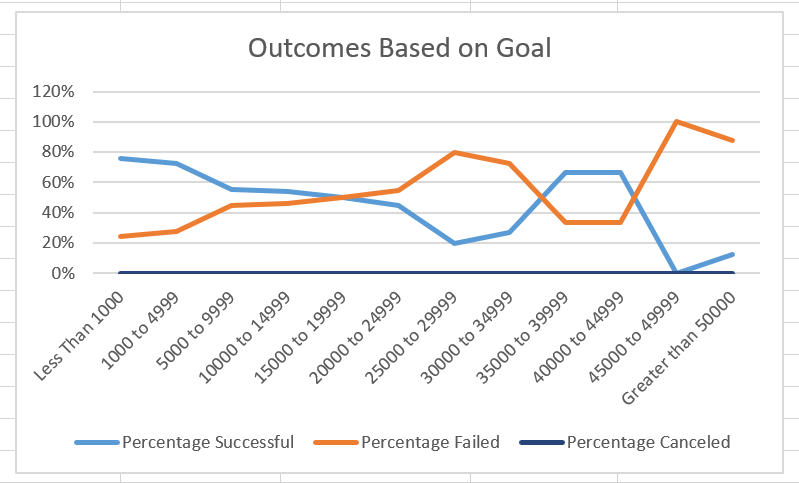 Outcomes Based on Goal
120%
100%
80%
60%
40%
20%
0%
Less Than 1000
1000 to 4999
5000 to 9999
10000 to 14999
15000 to 19999
20000 to 24999
25000 to 29999
30000 to 34999
35000 to 39999
40000 to 44999
45000 to 49999
Greater than 50000
Percentage Successful Percentage Failed Percentage Canceled